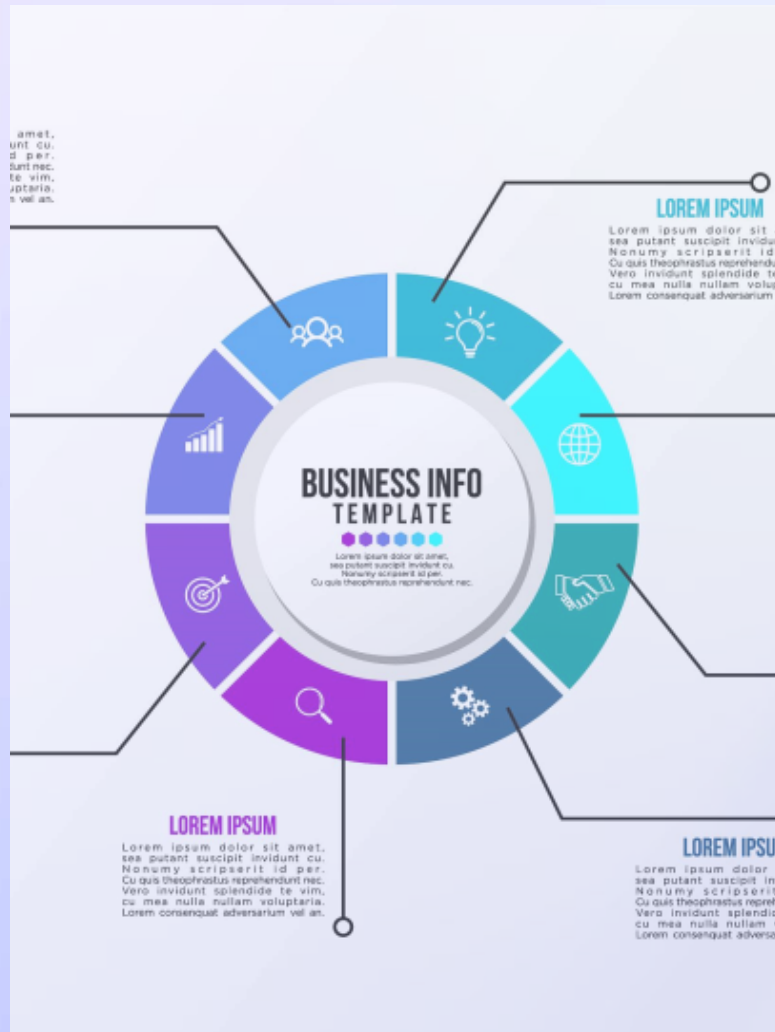 amet,
unt cu.
d per.
dunt nec.
te vim,
uptaria.
vel an.
LOREM IPSUM
Lorem ipsum dolor sit
sea putant suscipit invidu
Nonumy scripserit id
Cu quis theophrastus reprehendu
Vero invidunt splendide te
cu mea nulla nullam volup
Lorem consenquat adversarium
BUSINESS INFO
TEMPLATE
Lorem ipsum dolor sit amet,
sea putant suscipit invidunt cu.
Nonumy scripserit id per.
Cu quis theophrastus reprehendunt nec.
LOREM IPSUM
Lorem ipsum dolor sit amet,
sea putant suscipit invidunt cu.
Nonumy scripserit id per.
Cu quis theophrastus reprehendunt nec.
Vero invidunt splendide te vim,
cu mea nulla nullam voluptaria.
Lorem consenquat adversarium vel an.
LOREM IPSU
Lorem ipsum dolor
sea putant suscipit in
Nonumy scripserit
Cu quis theophrastus repreh
Vero invidunt splendid
cu mea nulla nullam
Lorem consenquat adversa